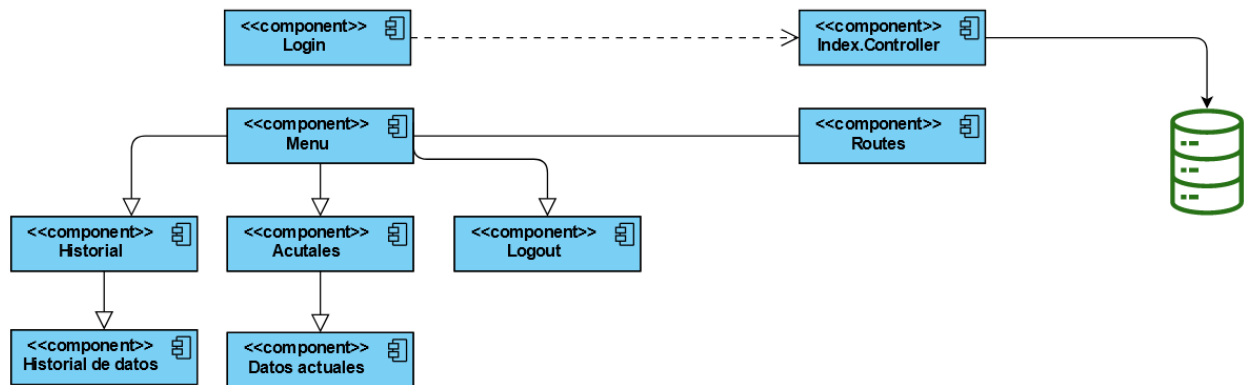 <<component>>
Login
<<component>>
Index.Controller
<<component>>
Menu
<<component>>
Routes
<<component>>
Historial
<<component>>
Acutales
<<component>>
Logout
<<component>>
Historial de datos
<<component>>
Datos actuales